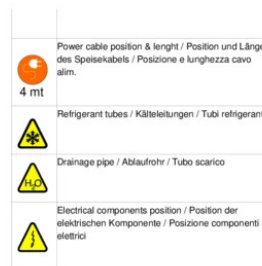 Power cable position & lenght / Position und Länge
des Speisekabels / Posizione e lunghezza cavo
alim.
4 mt
Refrigerant tubes / Kälteleitungen / Tubi refrigerant
Drainage pipe / Ablaufrohr / Tubo scarico
H₂O
Electrical components position / Position der
elektrischen Komponente / Posizione componenti
elettrici